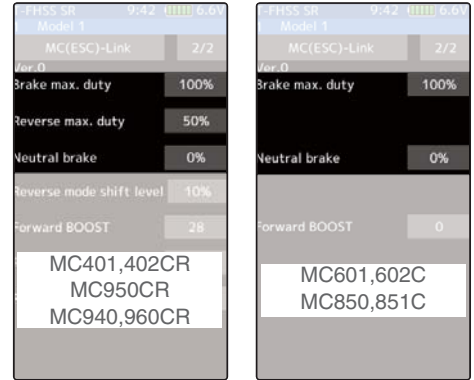 T-FHSS SR 9:42 6.6V
1 Model 1
MC(ESC)-Link 2/2
Ver.0
Brake max. duty 100%
Reverse max. duty 50%
Neutral brake 0%
Reverse mode shift level 10%
Forward BOOST 28
MC401,402CR
MC950CR
MC940,960CR
T-FHSS SR 9:42 6.6V
1 Model 1
MC(ESC)-Link 2/2
Ver.0
Brake max. duty 100%
Neutral brake 0%
Forward BOOST 0
MC601,602C
MC850,851C